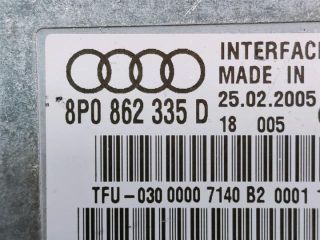 INTERFAC
MADE IN
8P0 862 335 D
25.02.2005
18 005
TFU-030 0000 7140 B2 0001